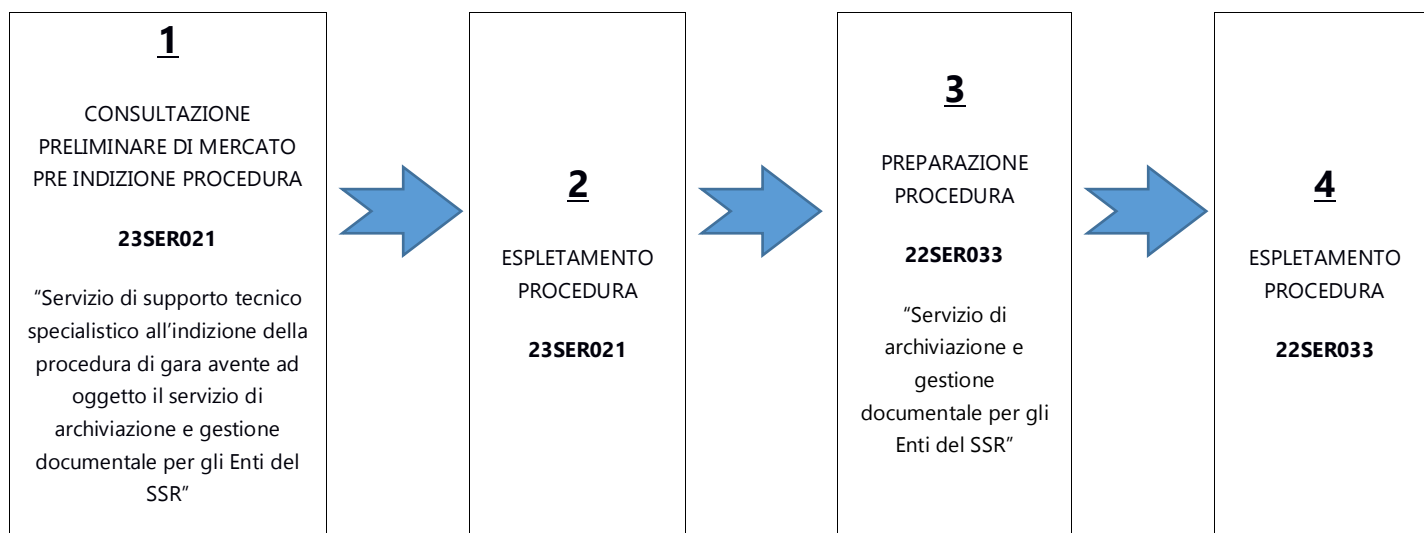 1
CONSULTAZIONE
PRELIMINARE DI MERCATO
PRE INDIZIONE PROCEDURA
23SER021
“Servizio di supporto tecnico
specialistico all’indizione della
procedura di gara avente ad
oggetto il servizio di
archiviazione e gestione
documentale per gli Enti del
SSR”
2
ESPLETAMENTO
PROCEDURA
23SER021
3
PREPARAZIONE
PROCEDURA
22SER033
“Servizio di
archiviazione e
gestione
documentale per gli
Enti del SSR”
4
ESPLETAMENTO
PROCEDURA
22SER033